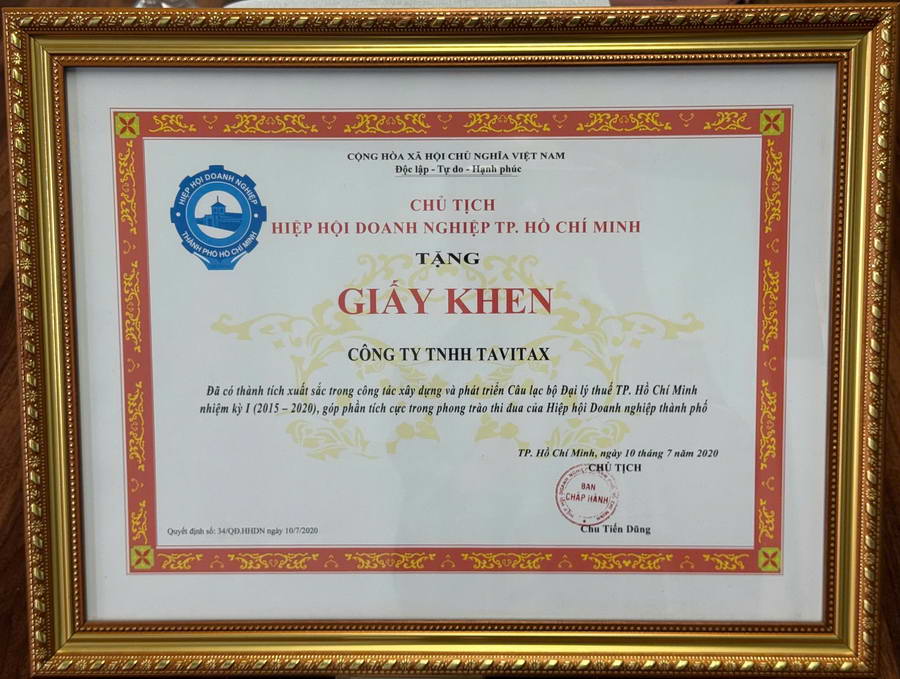 CỘNG HÒA XÃ HỘI CHỦ NGHĨA VIỆT NAM
Độc lập - Tự do - Hạnh phúc
HIỆP HỘI DOANH NGHIỆP
THÀNH PHỐ HỒ CHÍ MINH
CHỦ TỊCH
HIỆP HỘI DOANH NGHIỆP TP. HỒ CHÍ MINH
TẶNG
GIẤY KHEN
CÔNG TY TNHH TAVITAX
Đã có thành tích xuất sắc trong công tác xây dựng và phát triển Câu lạc bộ Đại lý thuế TP. Hồ Chí Minh
nhiệm kỳ I (2015 – 2020), góp phần tích cực trong phong trào thi đua của Hiệp hội Doanh nghiệp thành phố
TP. Hồ Chí Minh, ngày 10 tháng 7 năm 2020
CHỦ TỊCH
BAN
CHẤP HÀNH
Chu Tiến Dũng
Quyết định số: 34/QĐ.HHDN ngày 10/7/2020